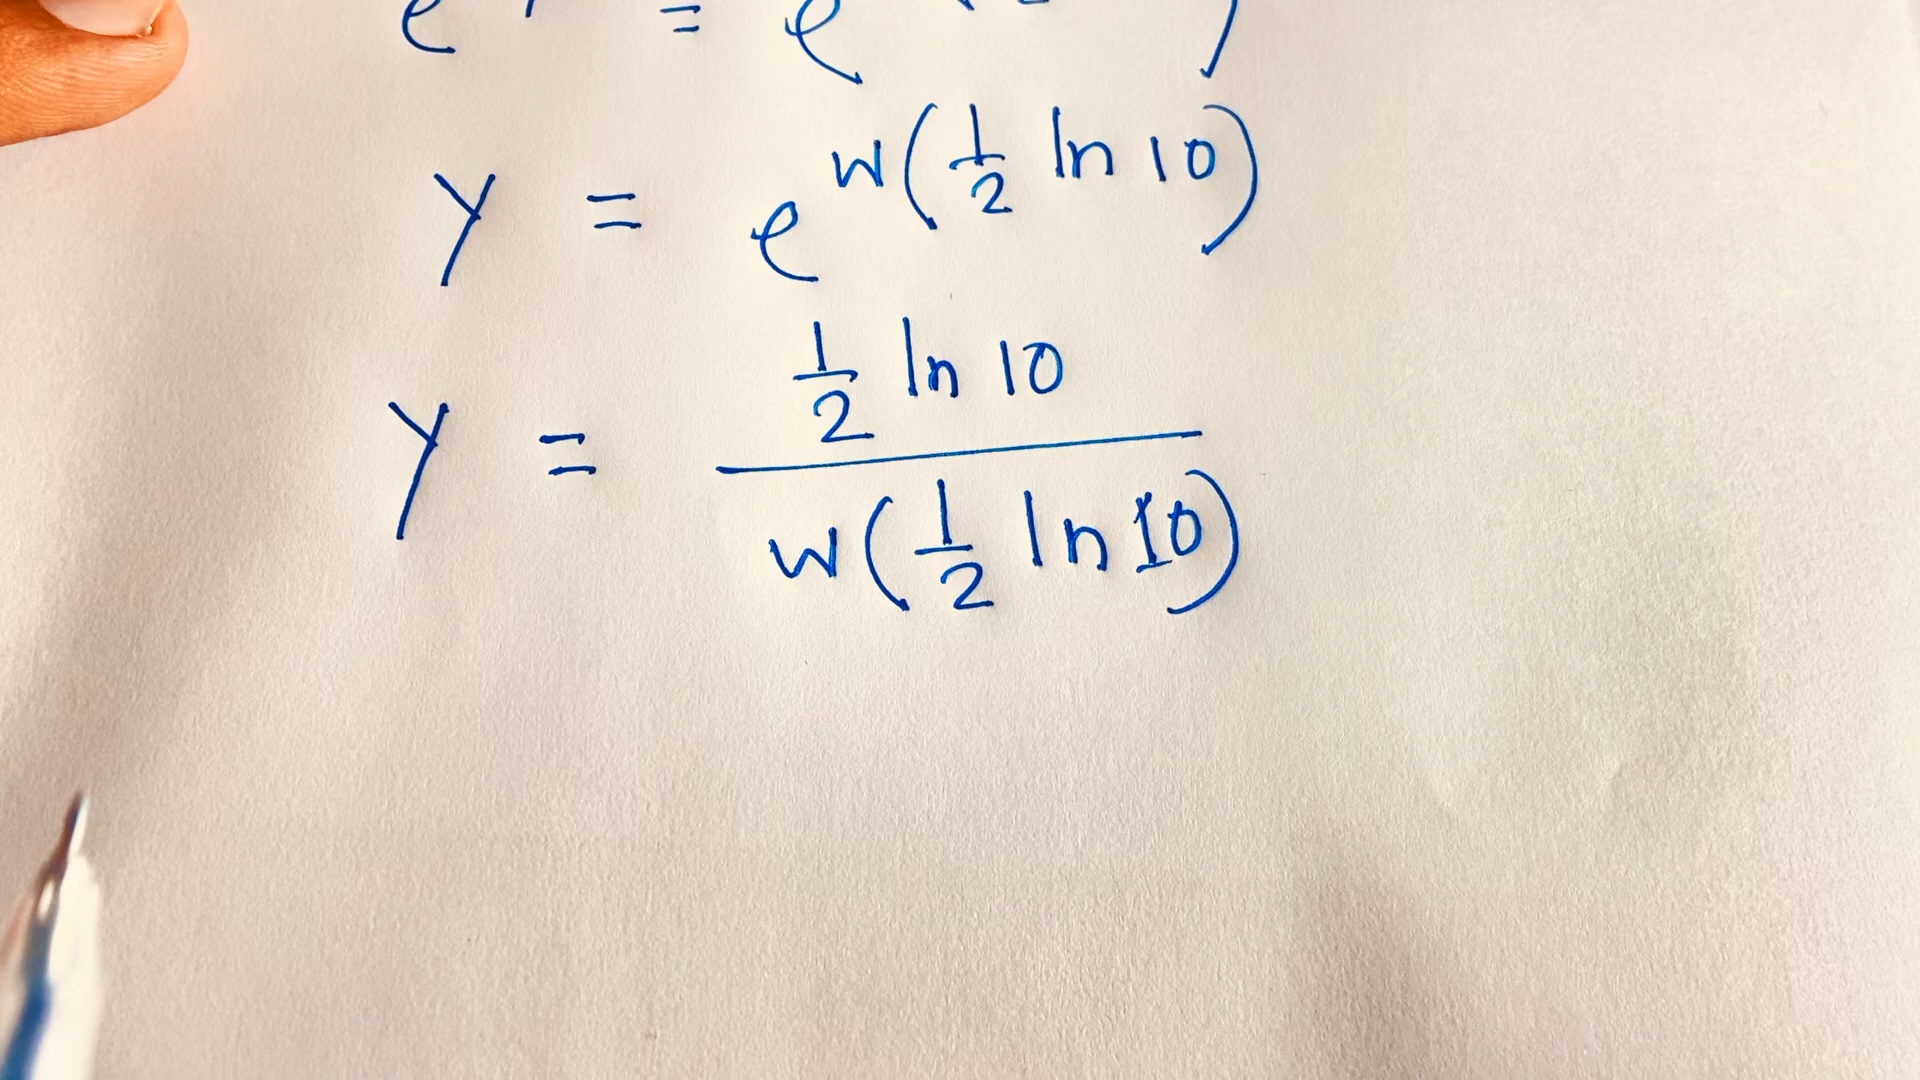 e = e )
y = e^W(1/2 ln 10)
y = (1/2 ln 10) / W(1/2 ln 10)